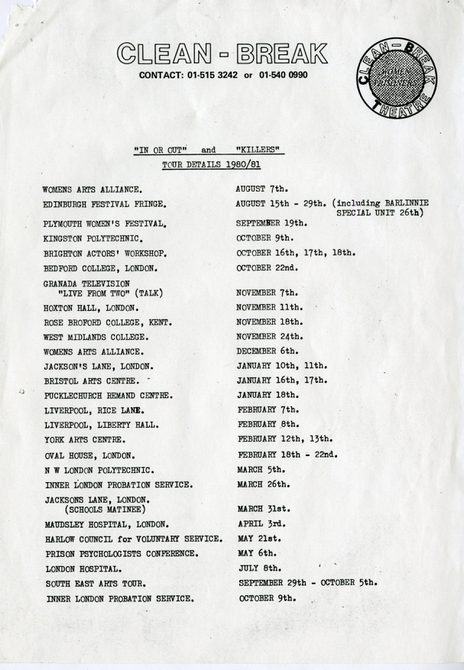 CLEAN - BREAK
CONTACT: 01-515 3242 or 01-540 0990
CLEAN - BREAK
WOMEN
PRISONERS
THEATRE
"IN OR OUT" and "KILLERS"
TOUR DETAILS 1980/81
WOMENS ARTS ALLIANCE. AUGUST 7th.
EDINBURGH FESTIVAL FRINGE. AUGUST 15th - 29th. (including BARLINNIE
SPECIAL UNIT 26th)
PLYMOUTH WOMEN'S FESTIVAL. SEPTEMBER 19th.
KINGSTON POLYTECHNIC. OCTOBER 9th.
BRIGHTON ACTORS' WORKSHOP. OCTOBER 16th, 17th, 18th.
BEDFORD COLLEGE, LONDON. OCTOBER 22nd.
GRANADA TELEVISION
"LIVE FROM TWO" (TALK) NOVEMBER 7th.
HOXTON HALL, LONDON. NOVEMBER 11th.
ROSE BROFORD COLLEGE, KENT. NOVEMBER 18th.
WEST MIDLANDS COLLEGE. NOVEMBER 24th.
WOMENS ARTS ALLIANCE. DECEMBER 6th.
JACKSON'S LANE, LONDON. JANUARY 10th, 11th.
BRISTOL ARTS CENTRE. JANUARY 16th, 17th.
PUCKLECHURCH REMAND CENTRE. JANUARY 18th.
LIVERPOOL, RICE LANE. FEBRUARY 7th.
LIVERPOOL, LIBERTY HALL. FEBRUARY 8th.
YORK ARTS CENTRE. FEBRUARY 12th, 13th.
OVAL HOUSE, LONDON. FEBRUARY 18th - 22nd.
N W LONDON POLYTECHNIC. MARCH 5th.
INNER LONDON PROBATION SERVICE. MARCH 26th.
JACKSONS LANE, LONDON.
(SCHOOLS MATINEE) MARCH 31st.
MAUDSLEY HOSPITAL, LONDON. APRIL 3rd.
HARLOW COUNCIL for VOLUNTARY SERVICE. MAY 21st.
PRISON PSYCHOLOGISTS CONFERENCE. MAY 6th.
LONDON HOSPITAL. JULY 8th.
SOUTH EAST ARTS TOUR. SEPTEMBER 29th - OCTOBER 5th.
INNER LONDON PROBATION SERVICE. OCTOBER 9th.